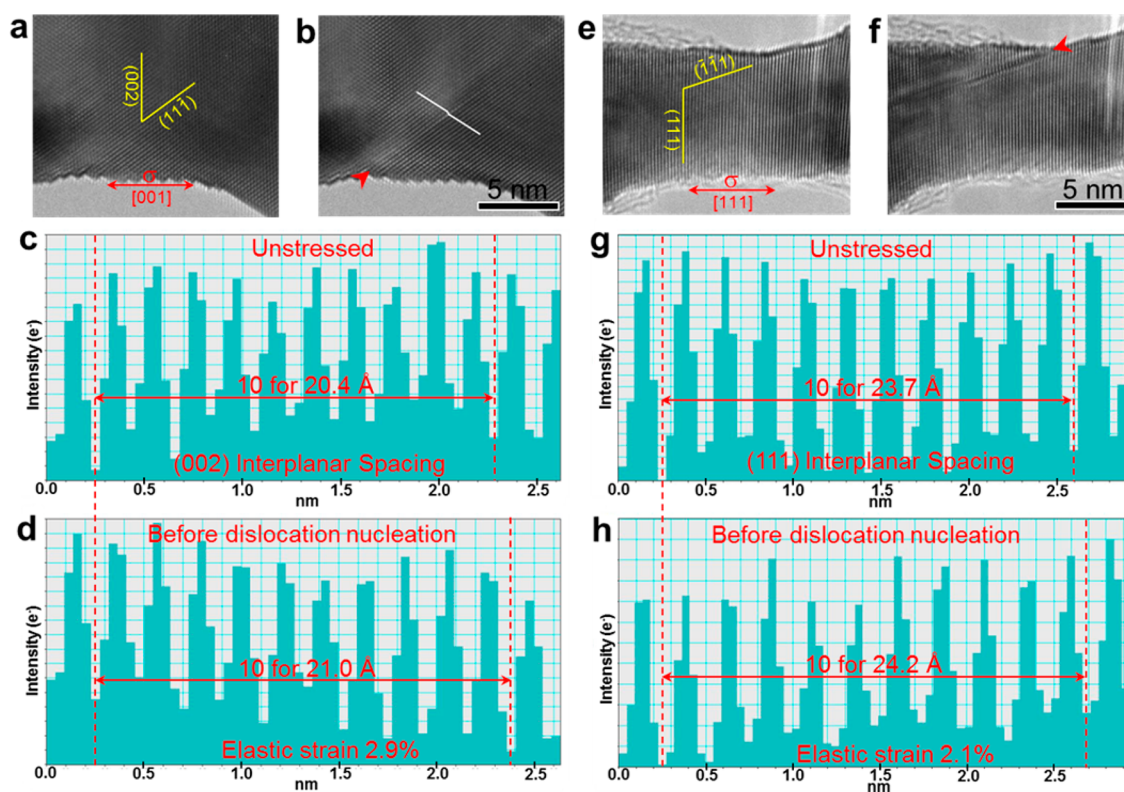 a
(002)
(111̄)
σ
[001]
b
5 nm
e
(1̄1̄1)
(111)
σ
[111]
f
5 nm
c
Unstressed
10 for 20.4 Å
(002) Interplanar Spacing
Intensity (e-)
0.0 0.5 1.0 1.5 2.0 2.5
nm
g
Unstressed
10 for 23.7 Å
(111) Interplanar Spacing
Intensity (e-)
0.0 0.5 1.0 1.5 2.0 2.5
nm
d
Before dislocation nucleation
10 for 21.0 Å
Elastic strain 2.9%
Intensity (e-)
0.0 0.5 1.0 1.5 2.0 2.5
nm
h
Before dislocation nucleation
10 for 24.2 Å
Elastic strain 2.1%
Intensity (e-)
0.0 0.5 1.0 1.5 2.0 2.5
nm